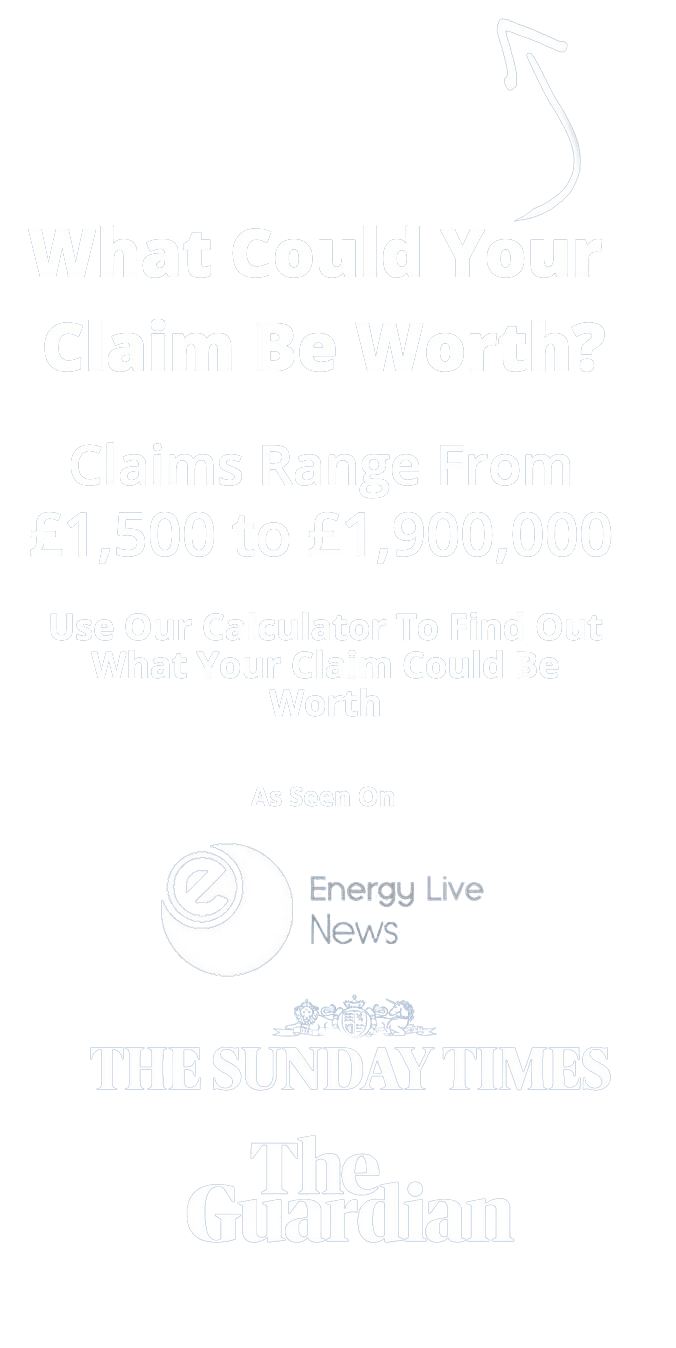 What Could Your
Claim Be Worth?
Claims Range From
£1,500 to £1,900,000
Use Our Calculator To Find Out
What Your Claim Could Be
Worth
As Seen On
e
Energy Live
News
THE SUNDAY TIMES
The
Guardian